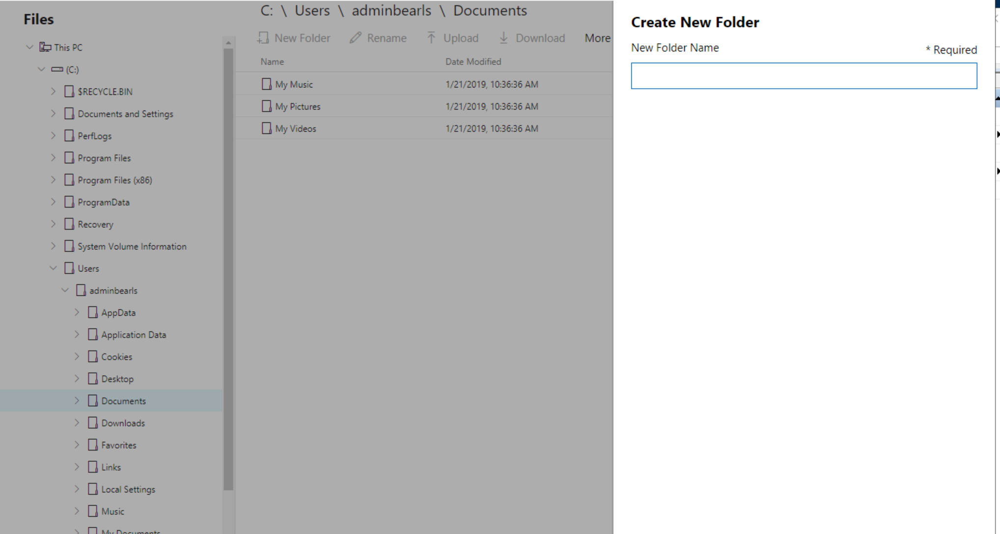 Files
This PC
(C:)
$RECYCLE.BIN
Documents and Settings
PerfLogs
Program Files
Program Files (x86)
ProgramData
Recovery
System Volume Information
Users
adminbearls
AppData
Application Data
Cookies
Desktop
Documents
Downloads
Favorites
Links
Local Settings
Music
My Documents
C: \ Users \ adminbearls \ Documents
New Folder Rename Upload Download More
Name Date Modified
My Music 1/21/2019, 10:36:36 AM
My Pictures 1/21/2019, 10:36:36 AM
My Videos 1/21/2019, 10:36:36 AM
Create New Folder
New Folder Name * Required